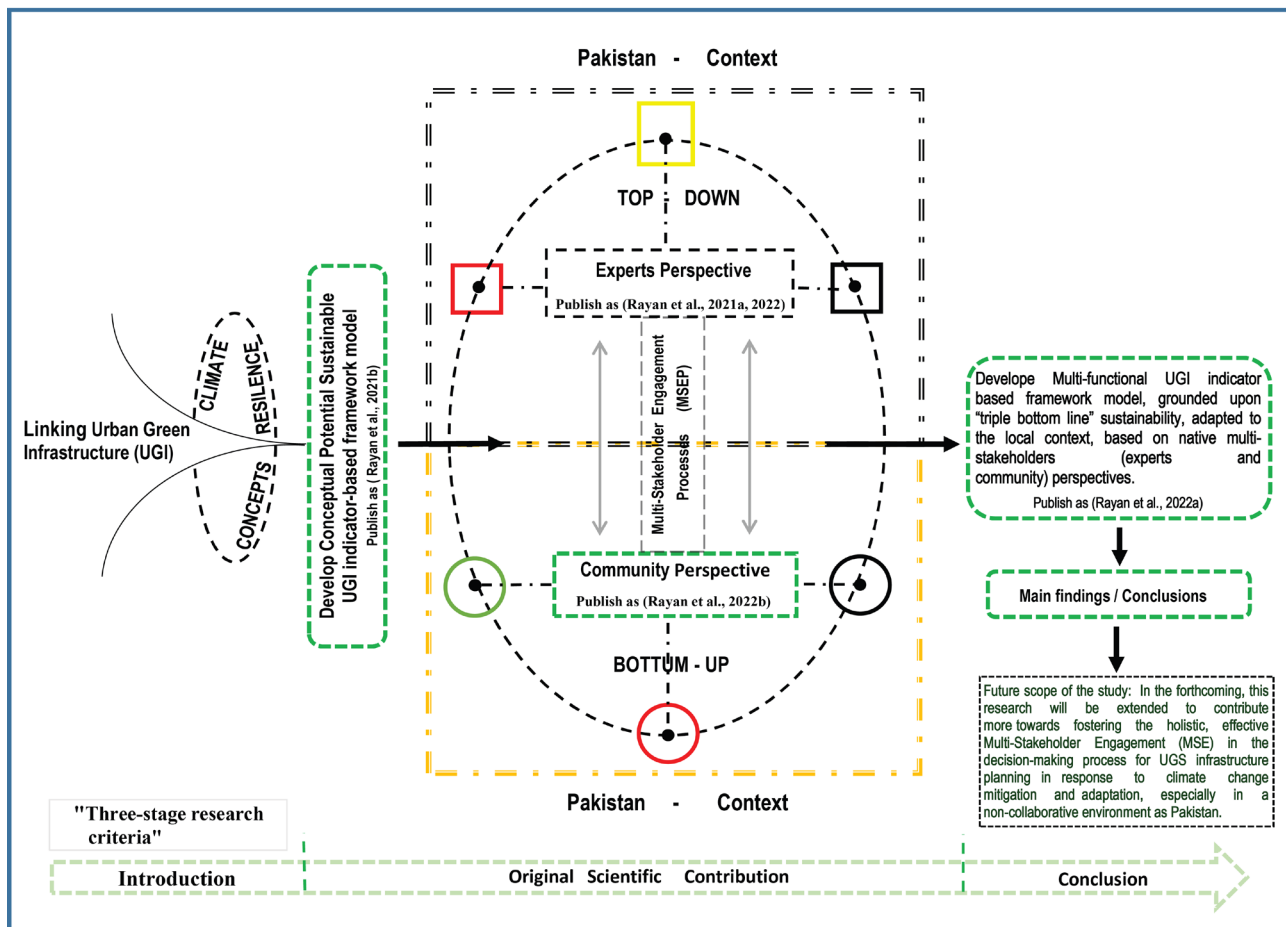 Pakistan - Context
TOP - DOWN
Experts Perspective
Publish as (Rayan et al., 2021a, 2022)
Linking Urban Green
Infrastructure (UGI)
CLIMATE
RESILENCE
CONCEPTS
Develop Conceptual Potential Sustainable
UGI indicator-based framework model
Publish as ( Rayan et al., 2021b)
Multi-Stakeholder Engagement
Processes (MSEP)
Community Perspective
Publish as (Rayan et al., 2022b)
BOTTUM - UP
Pakistan - Context
Develope Multi-functional UGI indicator
based framework model, grounded upon
“triple bottom line” sustainability, adapted to
the local context, based on native multi-
stakeholders (experts and
community) perspectives.
Publish as (Rayan et al., 2022a)
Main findings / Conclusions
Future scope of the study: In the forthcoming, this
research will be extended to contribute
more towards fostering the holistic, effective
Multi-Stakeholder Engagement (MSE) in the
decision-making process for UGS infrastructure
planning in response to climate change
mitigation and adaptation, especially in a
non-collaborative environment as Pakistan.
"Three-stage research
criteria"
Introduction
Original Scientific Contribution
Conclusion